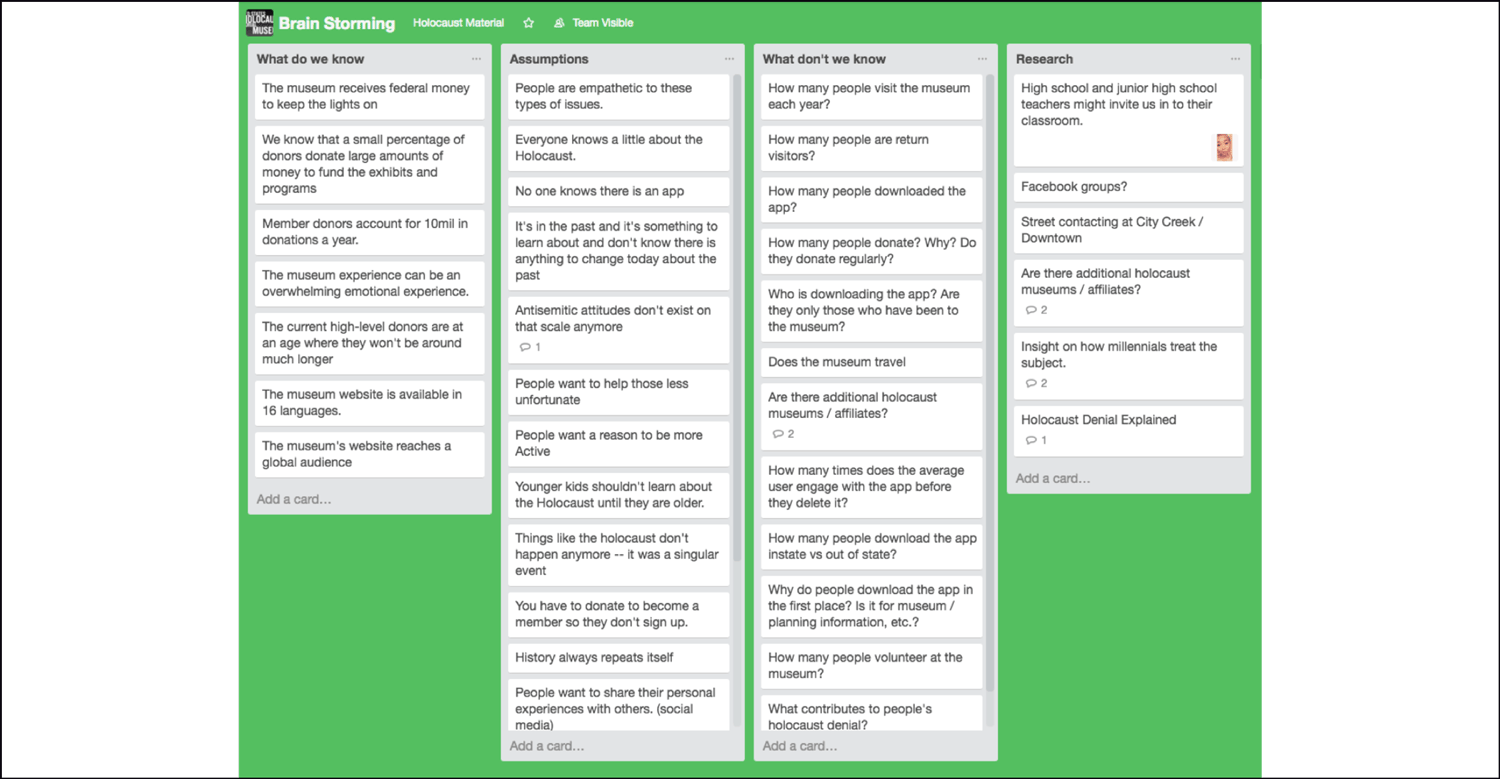 Brain Storming
Holocaust Material
Team Visible
What do we know
The museum receives federal money
to keep the lights on
We know that a small percentage of
donors donate large amounts of
money to fund the exhibits and
programs
Member donors account for 10mil in
donations a year.
The museum experience can be an
overwhelming emotional experience.
The current high-level donors are at
an age where they won't be around
much longer
The museum website is available in
16 languages.
The museum's website reaches a
global audience
Add a card…
Assumptions
People are empathetic to these
types of issues.
Everyone knows a little about the
Holocaust.
No one knows there is an app
It's in the past and it's something to
learn about and don't know there is
anything to change today about the
past
Antisemitic attitudes don't exist on
that scale anymore
1
People want to help those less
unfortunate
People want a reason to be more
Active
Younger kids shouldn't learn about
the Holocaust until they are older.
Things like the holocaust don't
happen anymore -- it was a singular
event
You have to donate to become a
member so they don't sign up.
History always repeats itself
People want to share their personal
experiences with others. (social
media)
Add a card…
What don't we know
How many people visit the museum
each year?
How many people are return
visitors?
How many people downloaded the
app?
How many people donate? Why? Do
they donate regularly?
Who is downloading the app? Are
they only those who have been to
the museum?
Does the museum travel
Are there additional holocaust
museums / affiliates?
2
How many times does the average
user engage with the app before
they delete it?
How many people download the app
instate vs out of state?
Why do people download the app in
the first place? Is it for museum /
planning information, etc.?
How many people volunteer at the
museum?
What contributes to people's
holocaust denial?
Add a card…
Research
High school and junior high school
teachers might invite us in to their
classroom.
Facebook groups?
Street contacting at City Creek /
Downtown
Are there additional holocaust
museums / affiliates?
2
Insight on how millennials treat the
subject.
2
Holocaust Denial Explained
1
Add a card…